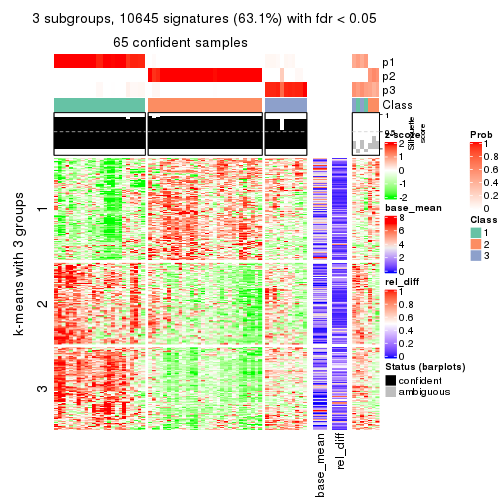 3 subgroups, 10645 signatures (63.1%) with fdr < 0.05
65 confident samples
p1
p2
p3
Class
1
0.5
Silhouette
score
k-means with 3 groups
1
2
3
base_mean
rel_diff
z-score
2
1
0
-1
-2
base_mean
8
6
4
2
0
rel_diff
1
0.8
0.6
0.4
0.2
0
Status (barplots)
confident
ambiguous
Prob
1
0.8
0.6
0.4
0.2
0
Class
1
2
3